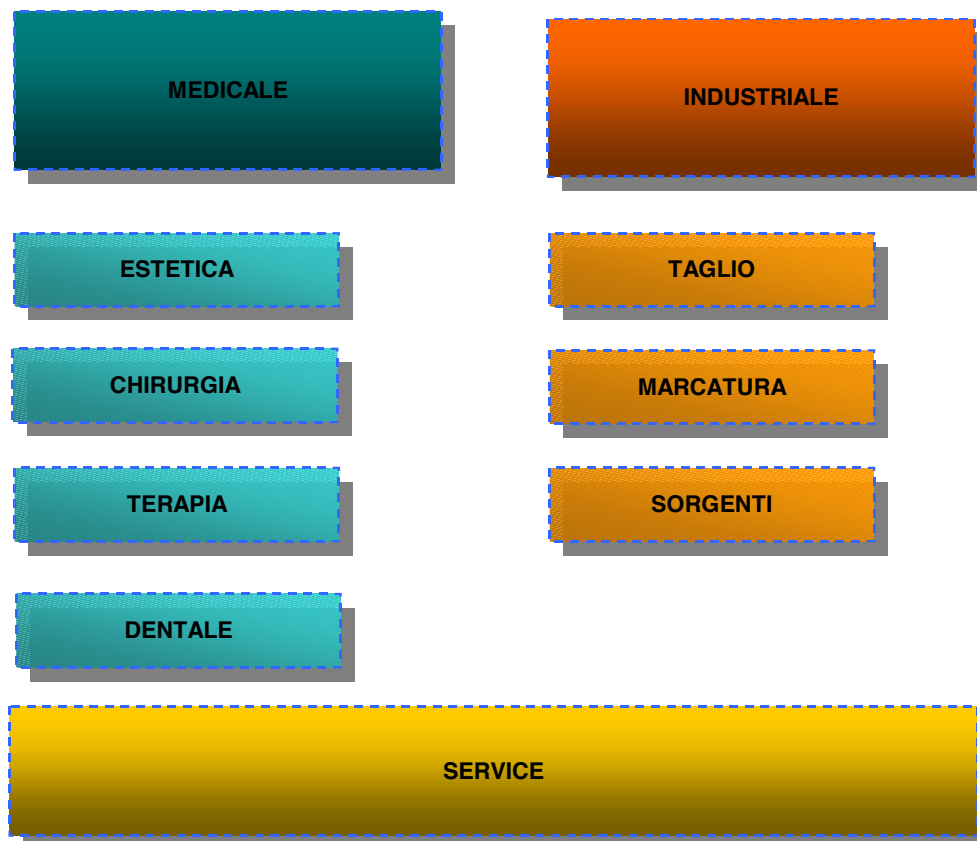 MEDICALE
INDUSTRIALE
ESTETICA
TAGLIO
CHIRURGIA
MARCATURA
TERAPIA
SORGENTI
DENTALE
SERVICE